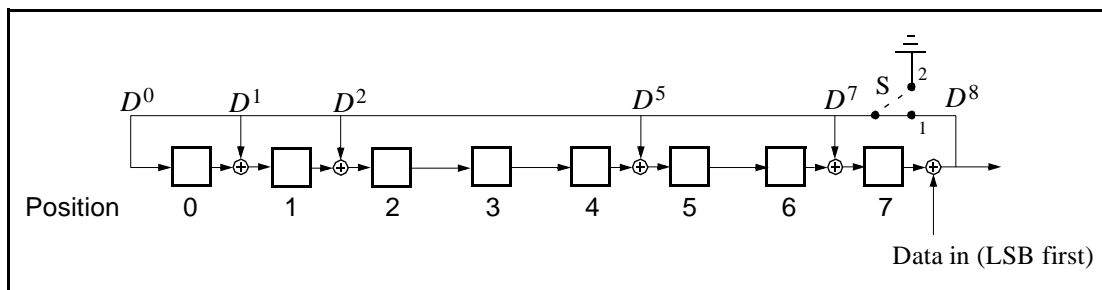 S 2
D⁰ D¹ D² D⁵ D⁷ D⁸
1
Position 0 1 2 3 4 5 6 7
Data in (LSB first)